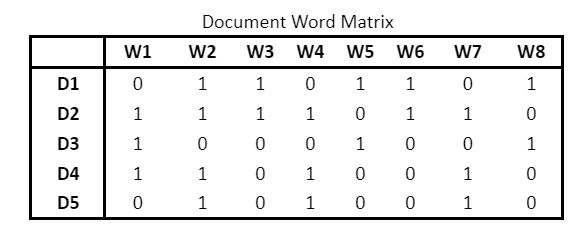 Document Word Matrix
W1 W2 W3 W4 W5 W6 W7 W8
D1 0 1 1 0 1 1 0 1
D2 1 1 1 1 0 1 1 0
D3 1 0 0 0 1 0 0 1
D4 1 1 0 1 0 0 1 0
D5 0 1 0 1 0 0 1 0